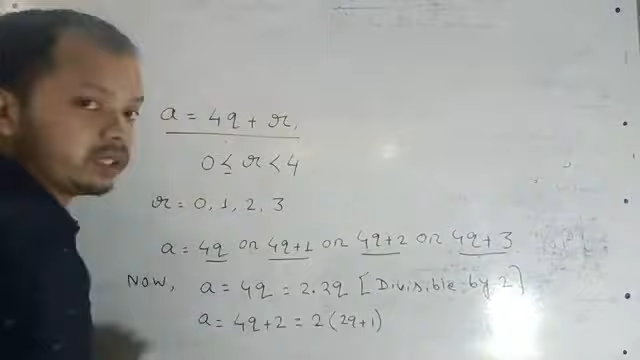 a = 4q + r,
0 ≤ r < 4
r = 0, 1, 2, 3
a = 4q or 4q+1 or 4q+2 or 4q+3
Now, a = 4q = 2.2q [Divisible by 2]
a = 4q+2 = 2(2q+1)